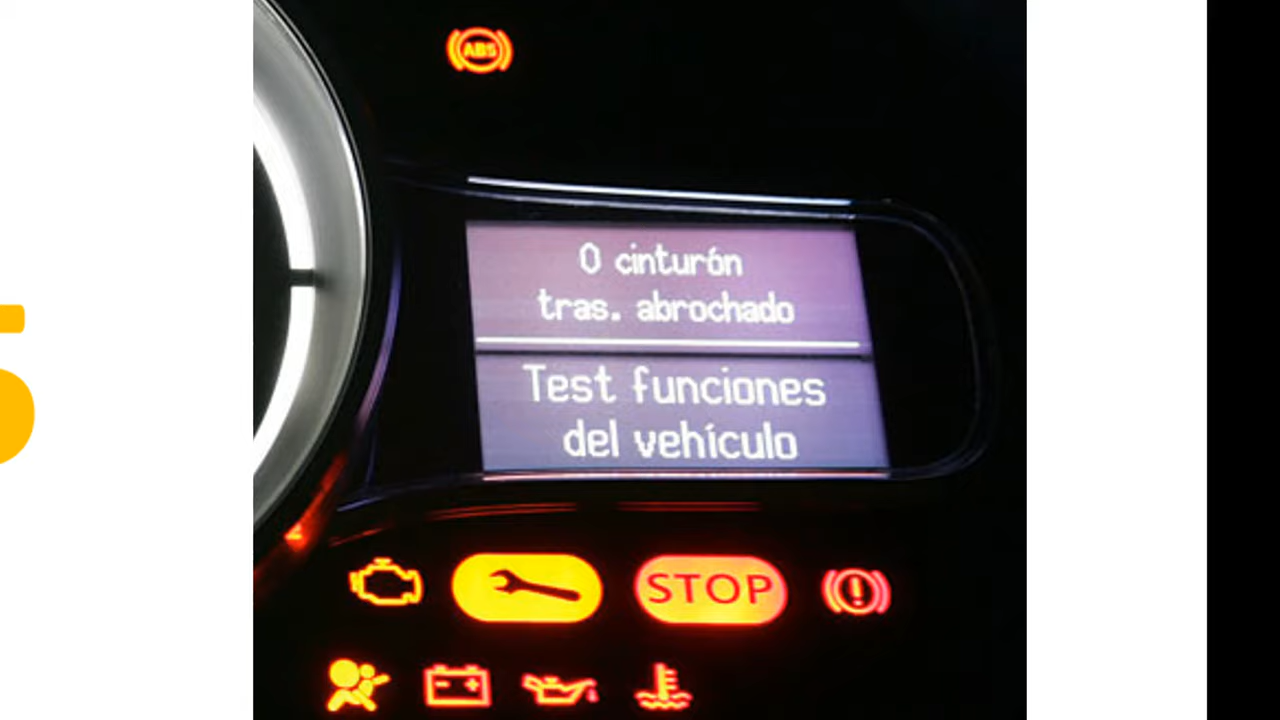 ABS
0 cinturón
tras. abrochado
Test funciones
del vehículo
STOP